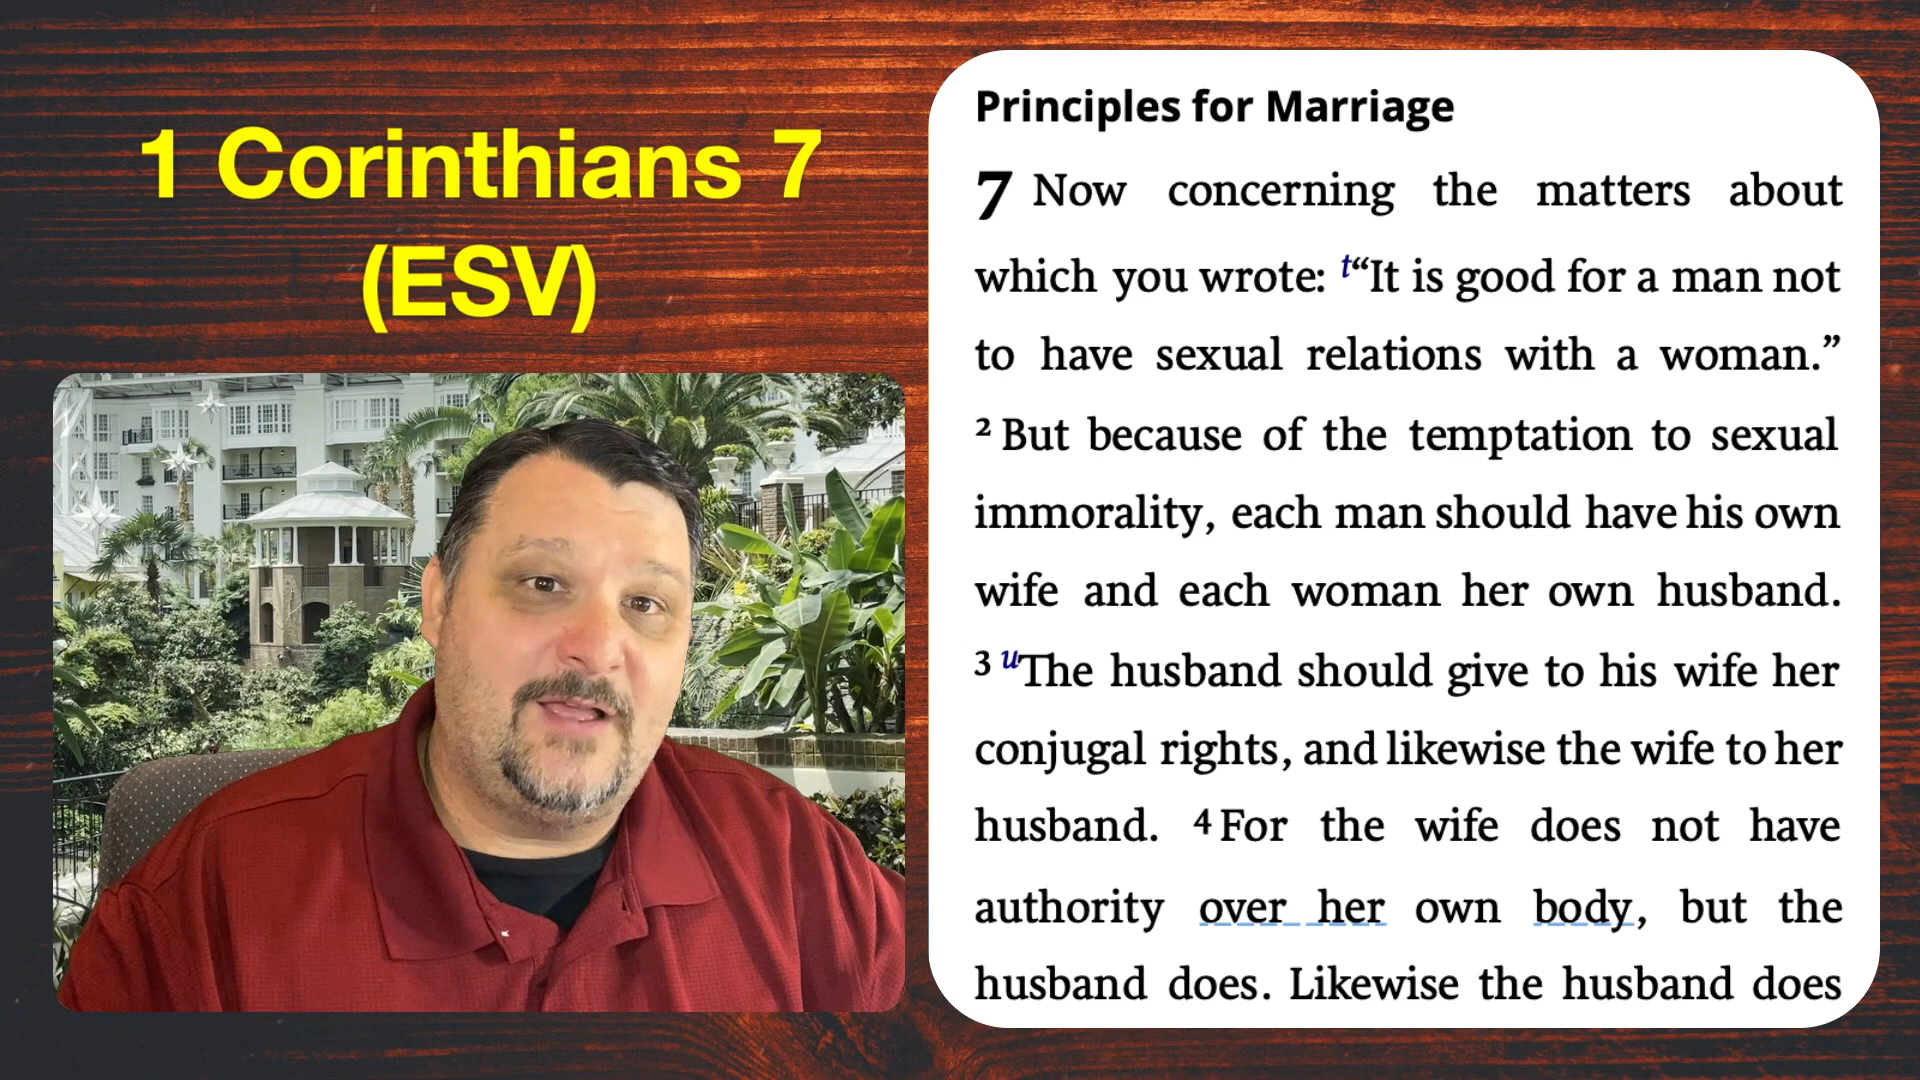 1 Corinthians 7
(ESV)
Principles for Marriage
7 Now concerning the matters about
which you wrote: t“It is good for a man not
to have sexual relations with a woman.”
2 But because of the temptation to sexual
immorality, each man should have his own
wife and each woman her own husband.
3 uThe husband should give to his wife her
conjugal rights, and likewise the wife to her
husband. 4 For the wife does not have
authority over her own body, but the
husband does. Likewise the husband does